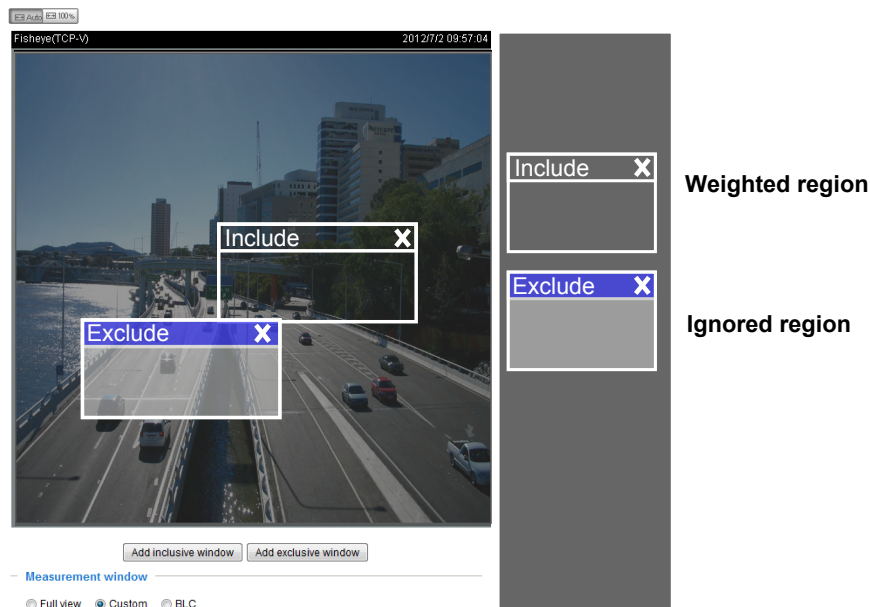 Auto 100%
Fisheye(TCP-V) 2012/7/2 09:57:04
Include
Exclude
Include
Weighted region
Exclude
Ignored region
Add inclusive window Add exclusive window
Measurement window
Full view Custom BLC